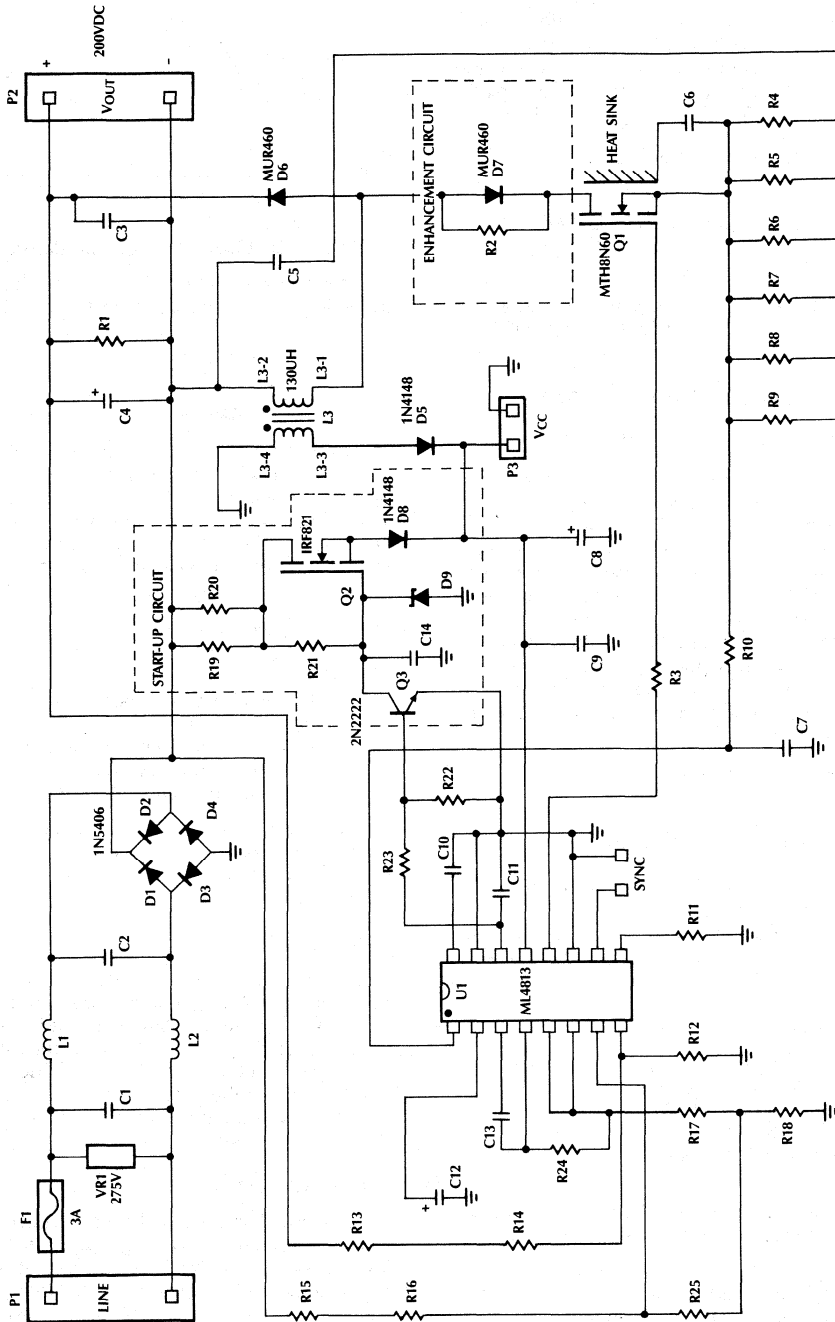 P1
LINE
F1
3A
VR1
275V
C1
L1
L2
C2
1N5406
D1
D2
D3
D4
P2
VOUT
+
-
200VDC
C3
R1
+
C4
MUR460
D6
C5
L3-2
130UH
L3-1
L3
L3-4
L3-3
1N4148
D5
P3
VCC
ENHANCEMENT CIRCUIT
MUR460
D7
R2
MTH8N60
Q1
HEAT SINK
C6
R4
R5
R6
R7
R8
R9
START-UP CIRCUIT
R19
R20
R21
IRF821
Q2
1N4148
D8
D9
C14
Q3
2N2222
+
C8
C9
R10
R3
C7
R22
R23
C10
C11
SYNC
R11
U1
ML4813
R12
C13
+
C12
R24
R17
R18
R13
R14
R15
R16
R25